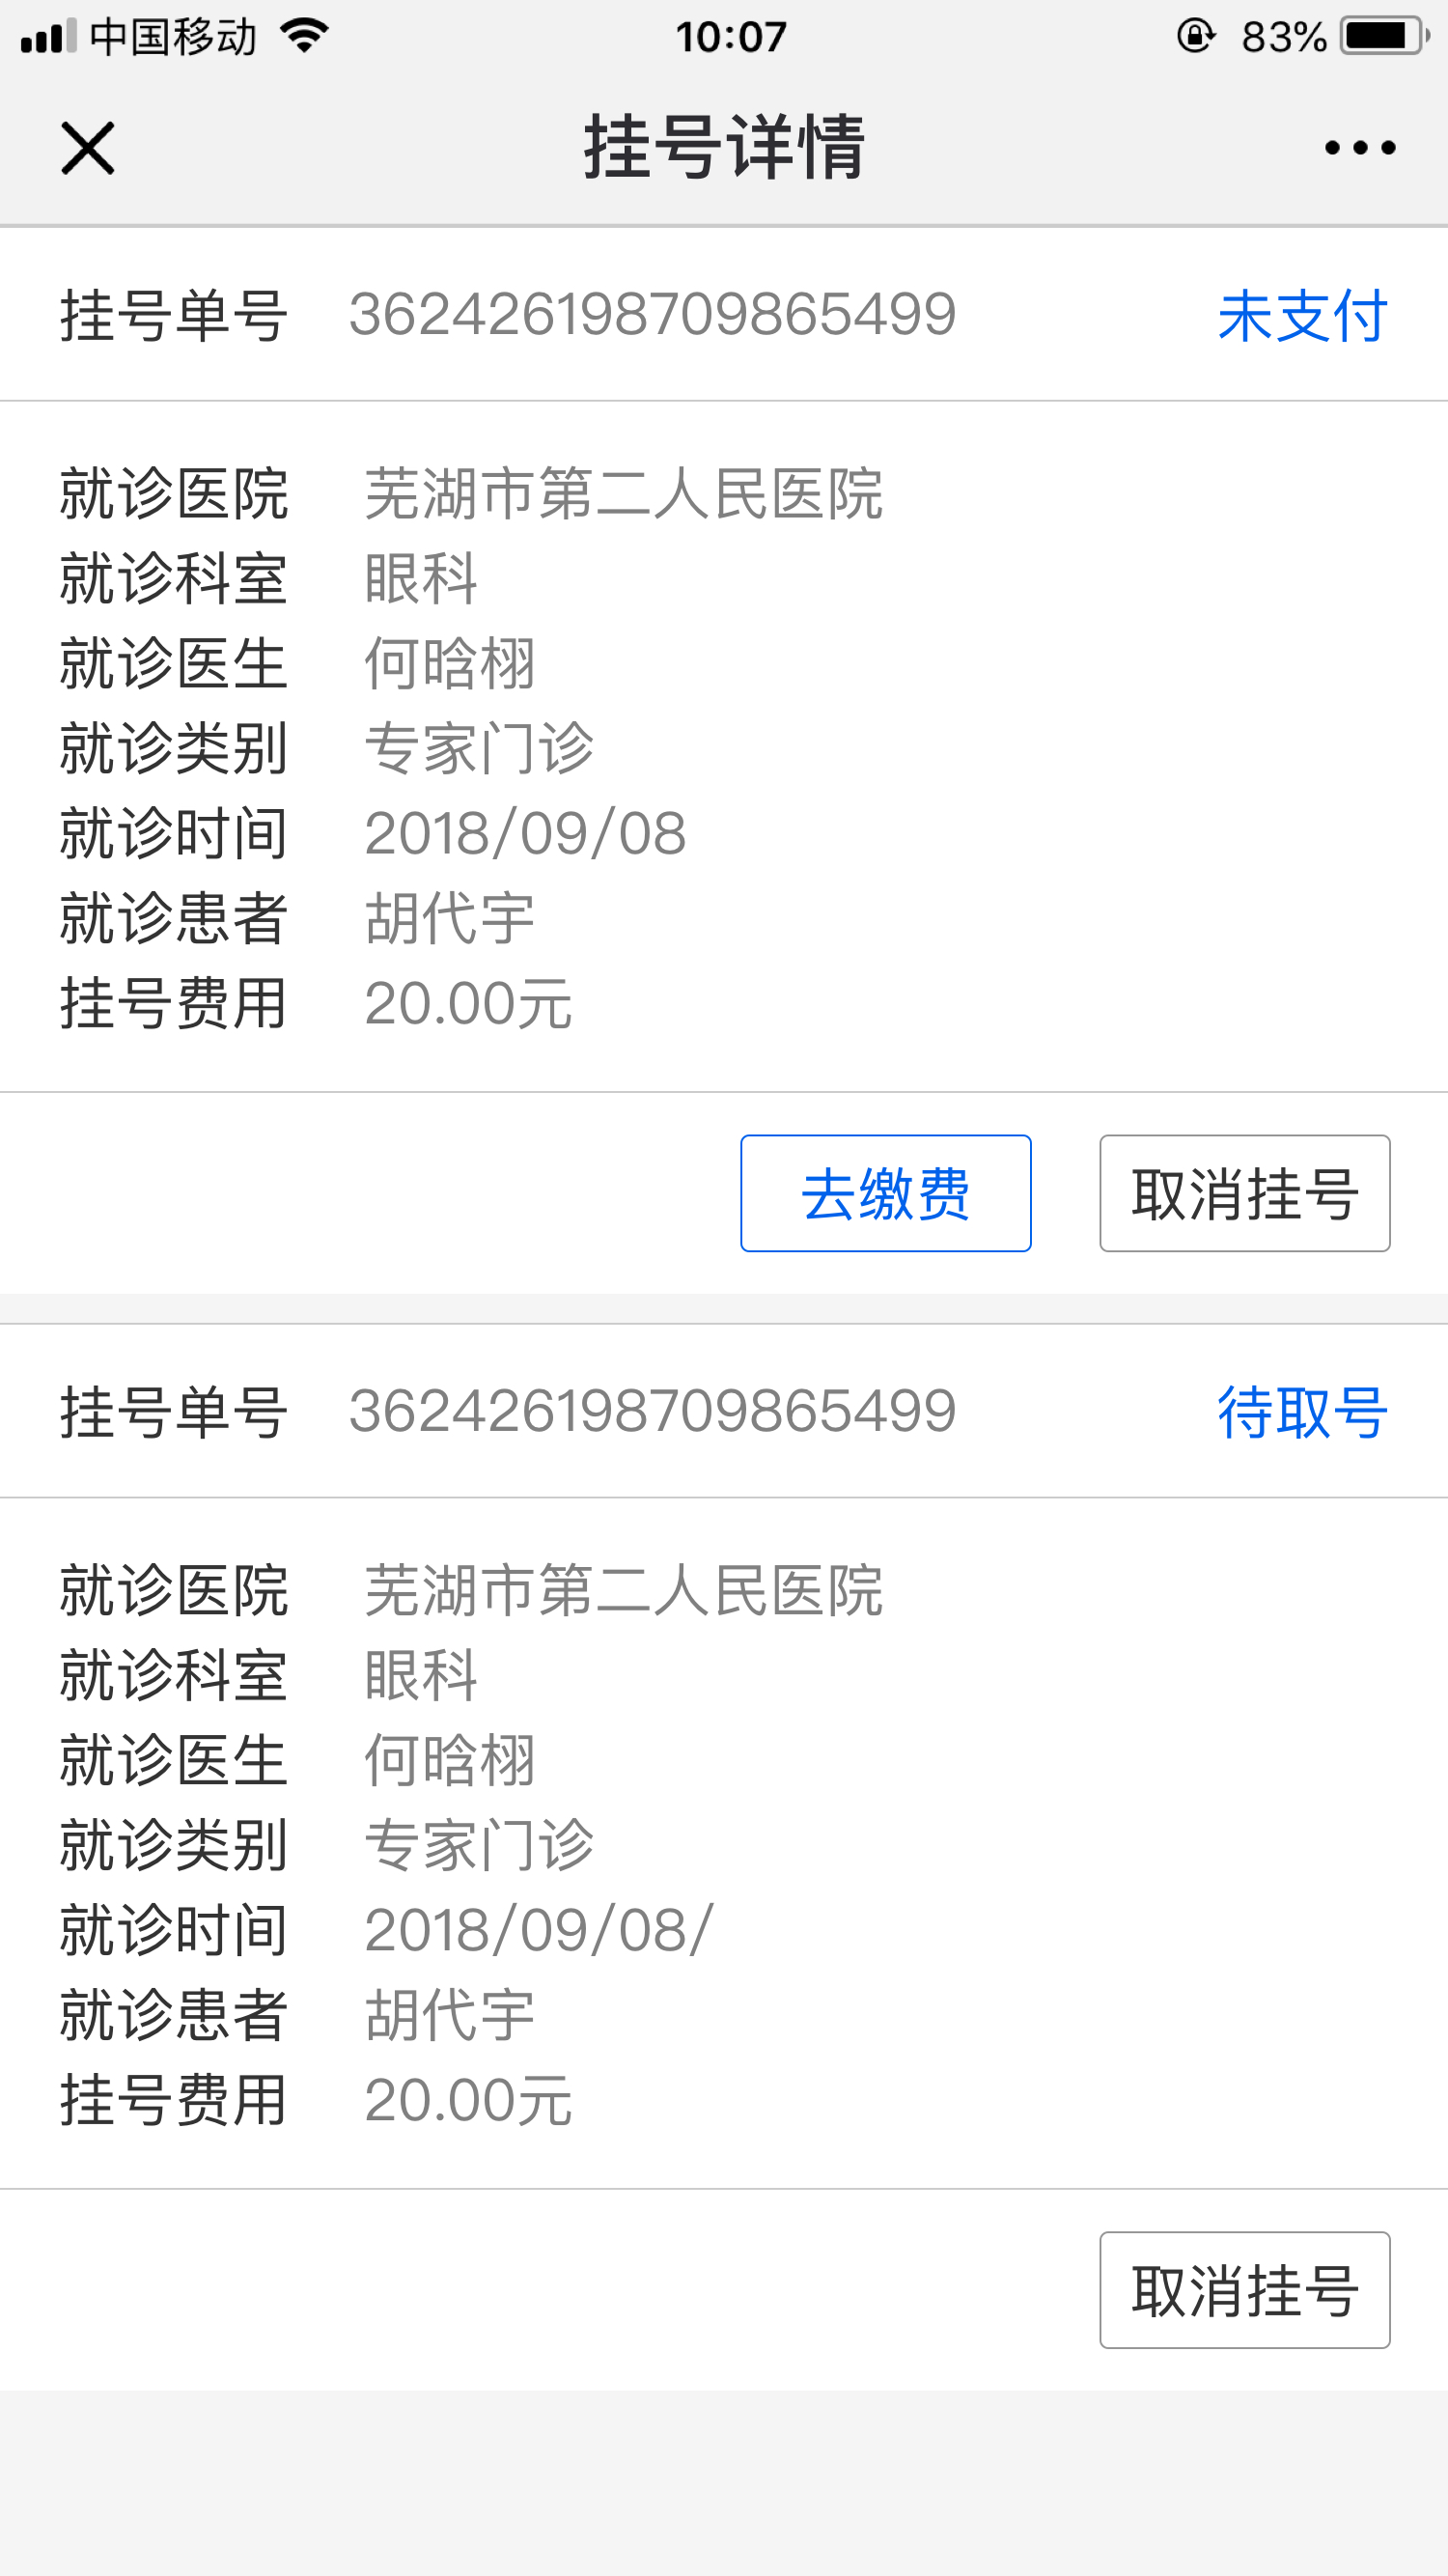 中国移动 10:07 83%
挂号详情
挂号单号 362426198709865499 未支付
就诊医院 芜湖市第二人民医院
就诊科室 眼科
就诊医生 何晗栩
就诊类别 专家门诊
就诊时间 2018/09/08
就诊患者 胡代宇
挂号费用 20.00元
去缴费 取消挂号
挂号单号 362426198709865499 待取号
就诊医院 芜湖市第二人民医院
就诊科室 眼科
就诊医生 何晗栩
就诊类别 专家门诊
就诊时间 2018/09/08/
就诊患者 胡代宇
挂号费用 20.00元
取消挂号